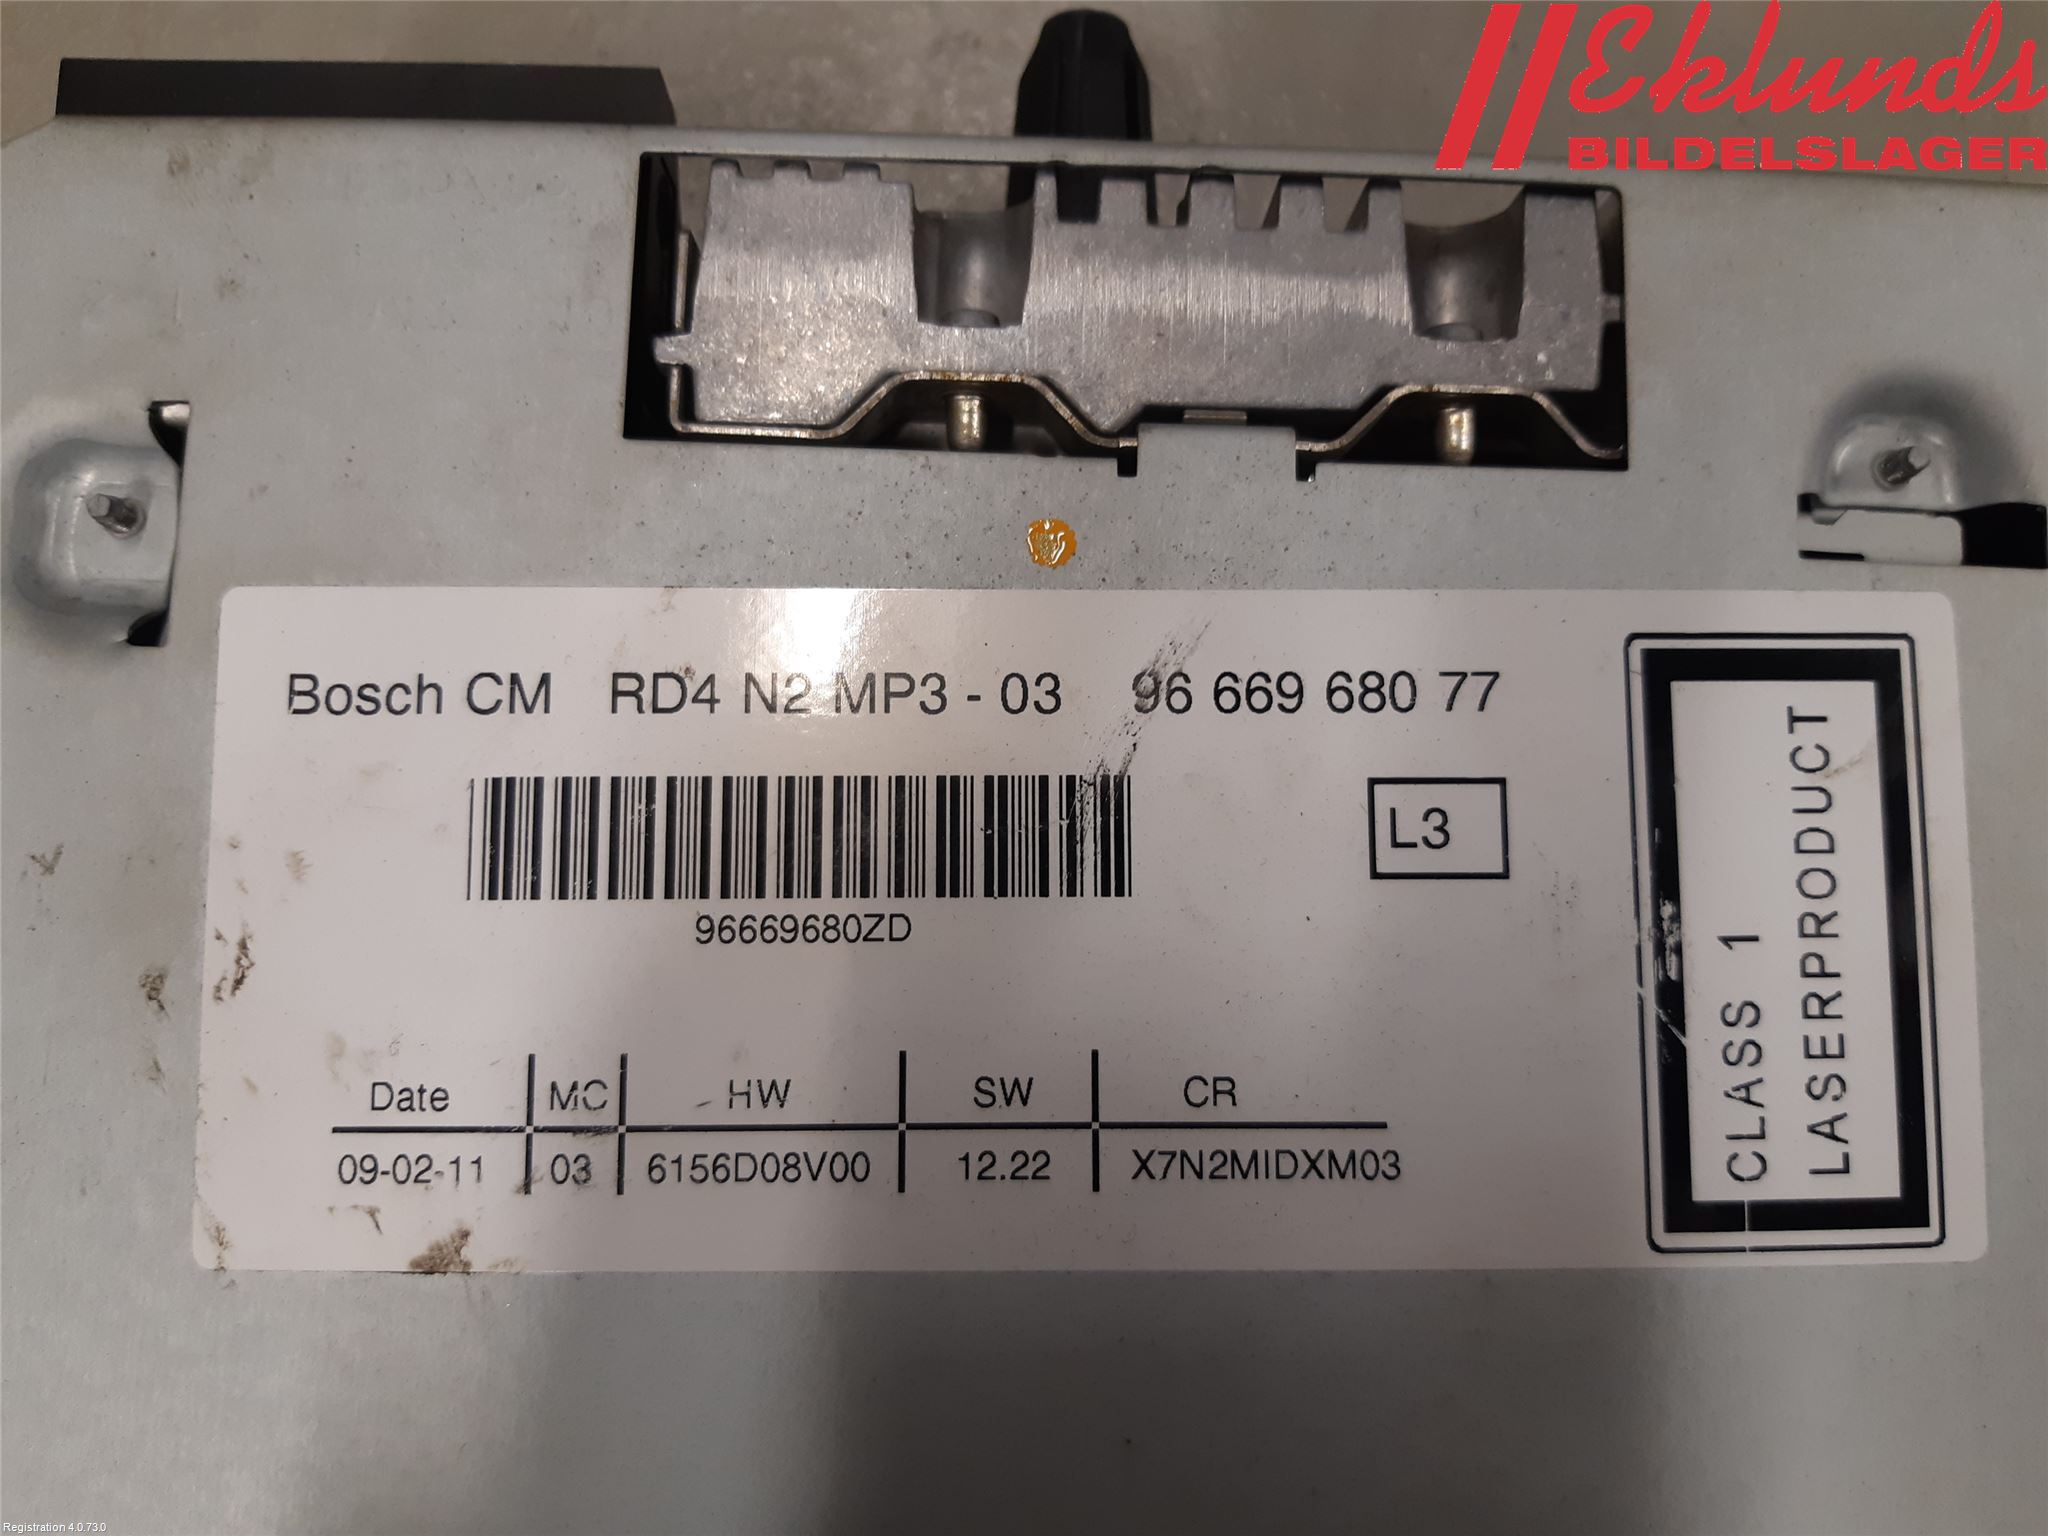 Eklunds
BILDELSLAGER
Bosch CM RD4 N2 MP3 - 03 96 669 680 77
L3
96669680ZD
Date MC HW SW CR
09-02-11 03 6156D08V00 12.22 X7N2MIDXM03
CLASS 1
LASERPRODUCT
Registration 4.0.73.0